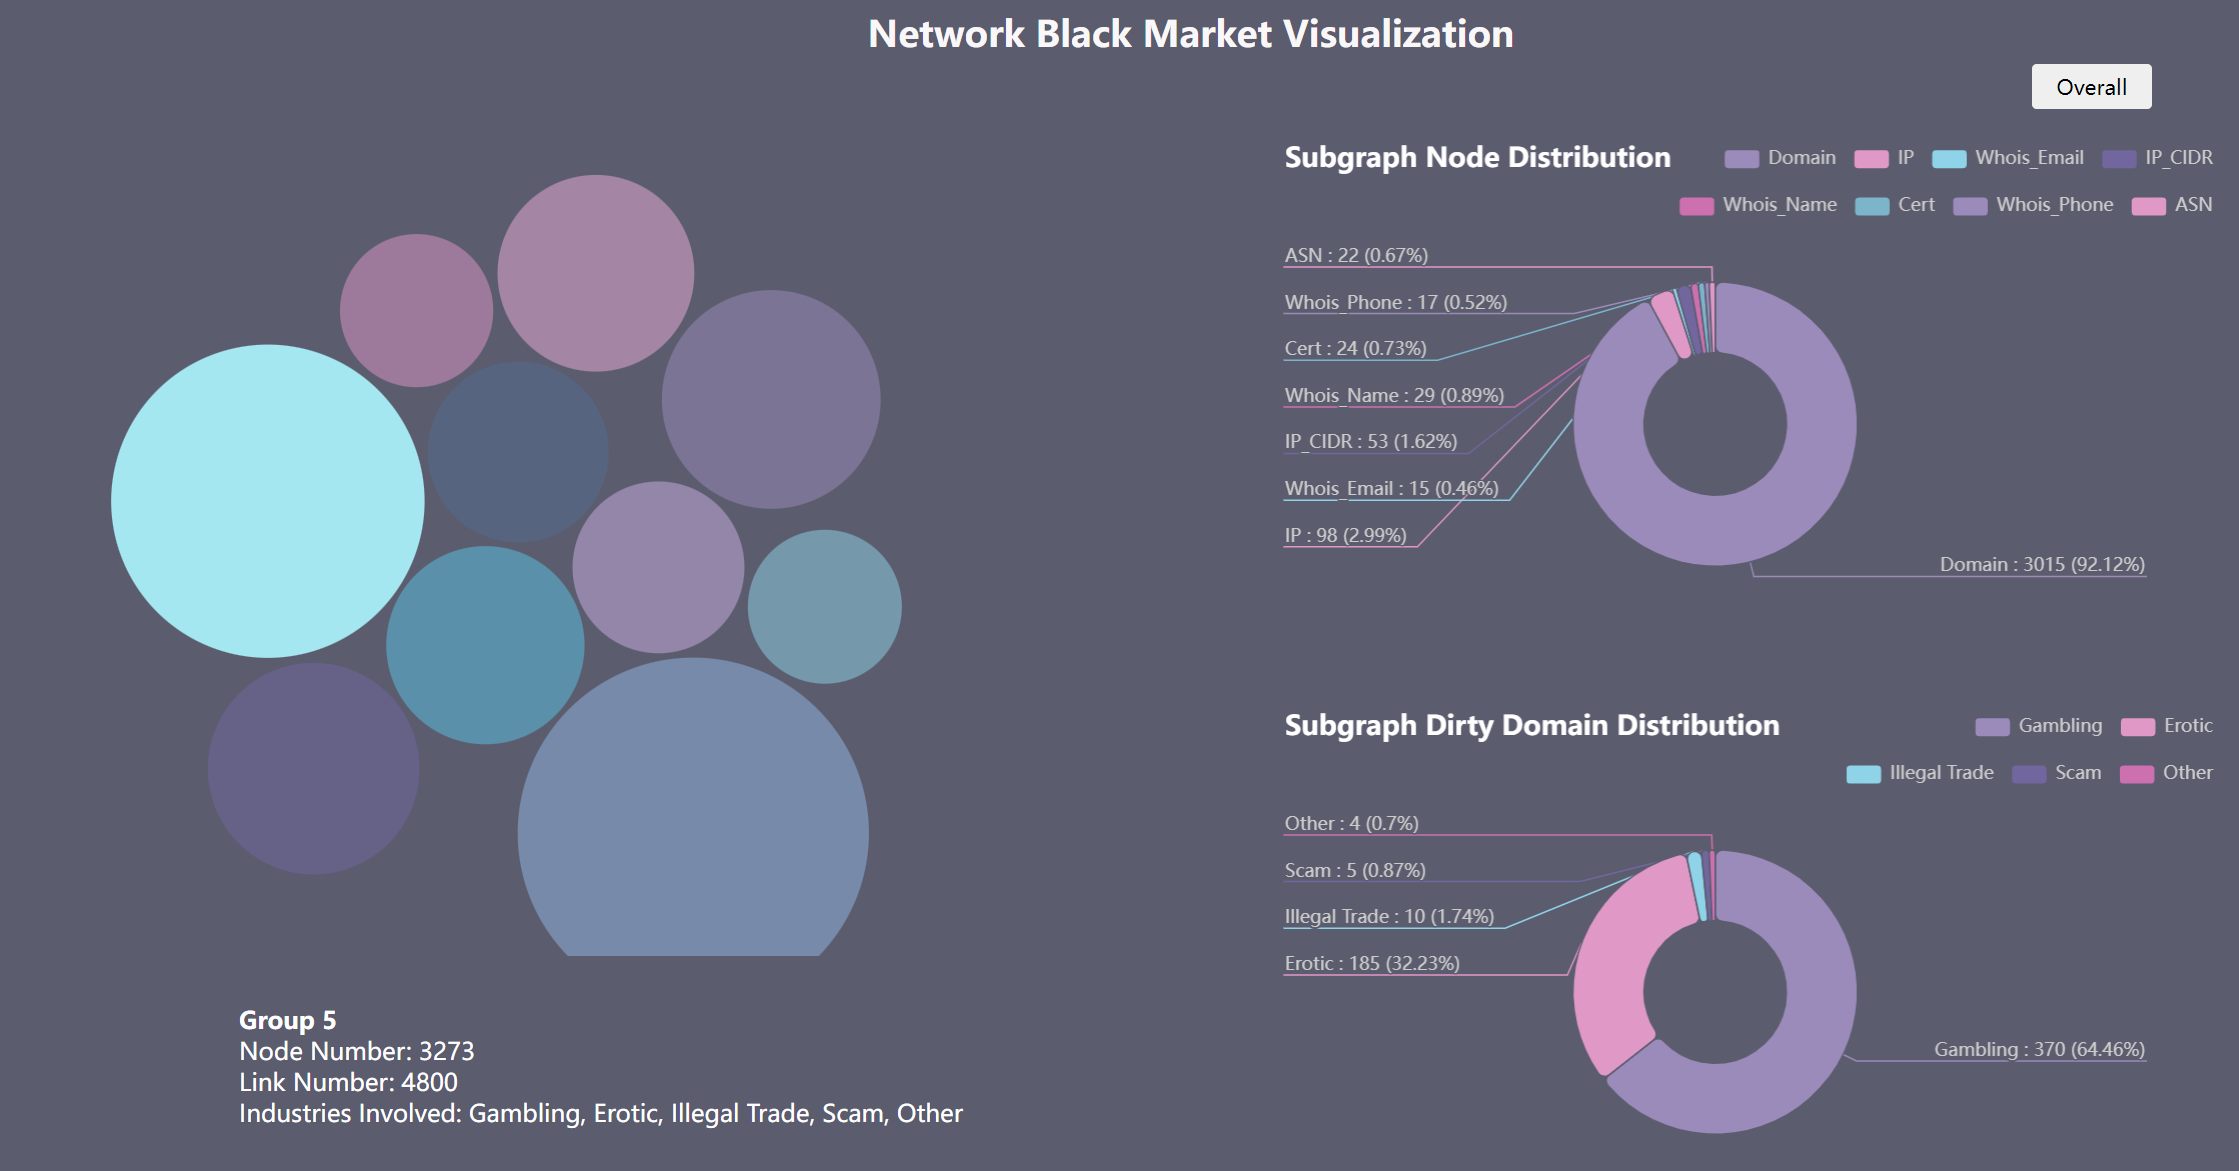 Network Black Market Visualization
Overall
Subgraph Node Distribution
Domain IP Whois_Email IP_CIDR
Whois_Name Cert Whois_Phone ASN
ASN : 22 (0.67%)
Whois_Phone : 17 (0.52%)
Cert : 24 (0.73%)
Whois_Name : 29 (0.89%)
IP_CIDR : 53 (1.62%)
Whois_Email : 15 (0.46%)
IP : 98 (2.99%)
Domain : 3015 (92.12%)
Subgraph Dirty Domain Distribution
Gambling Erotic
Illegal Trade Scam Other
Other : 4 (0.7%)
Scam : 5 (0.87%)
Illegal Trade : 10 (1.74%)
Erotic : 185 (32.23%)
Gambling : 370 (64.46%)
Group 5
Node Number: 3273
Link Number: 4800
Industries Involved: Gambling, Erotic, Illegal Trade, Scam, Other